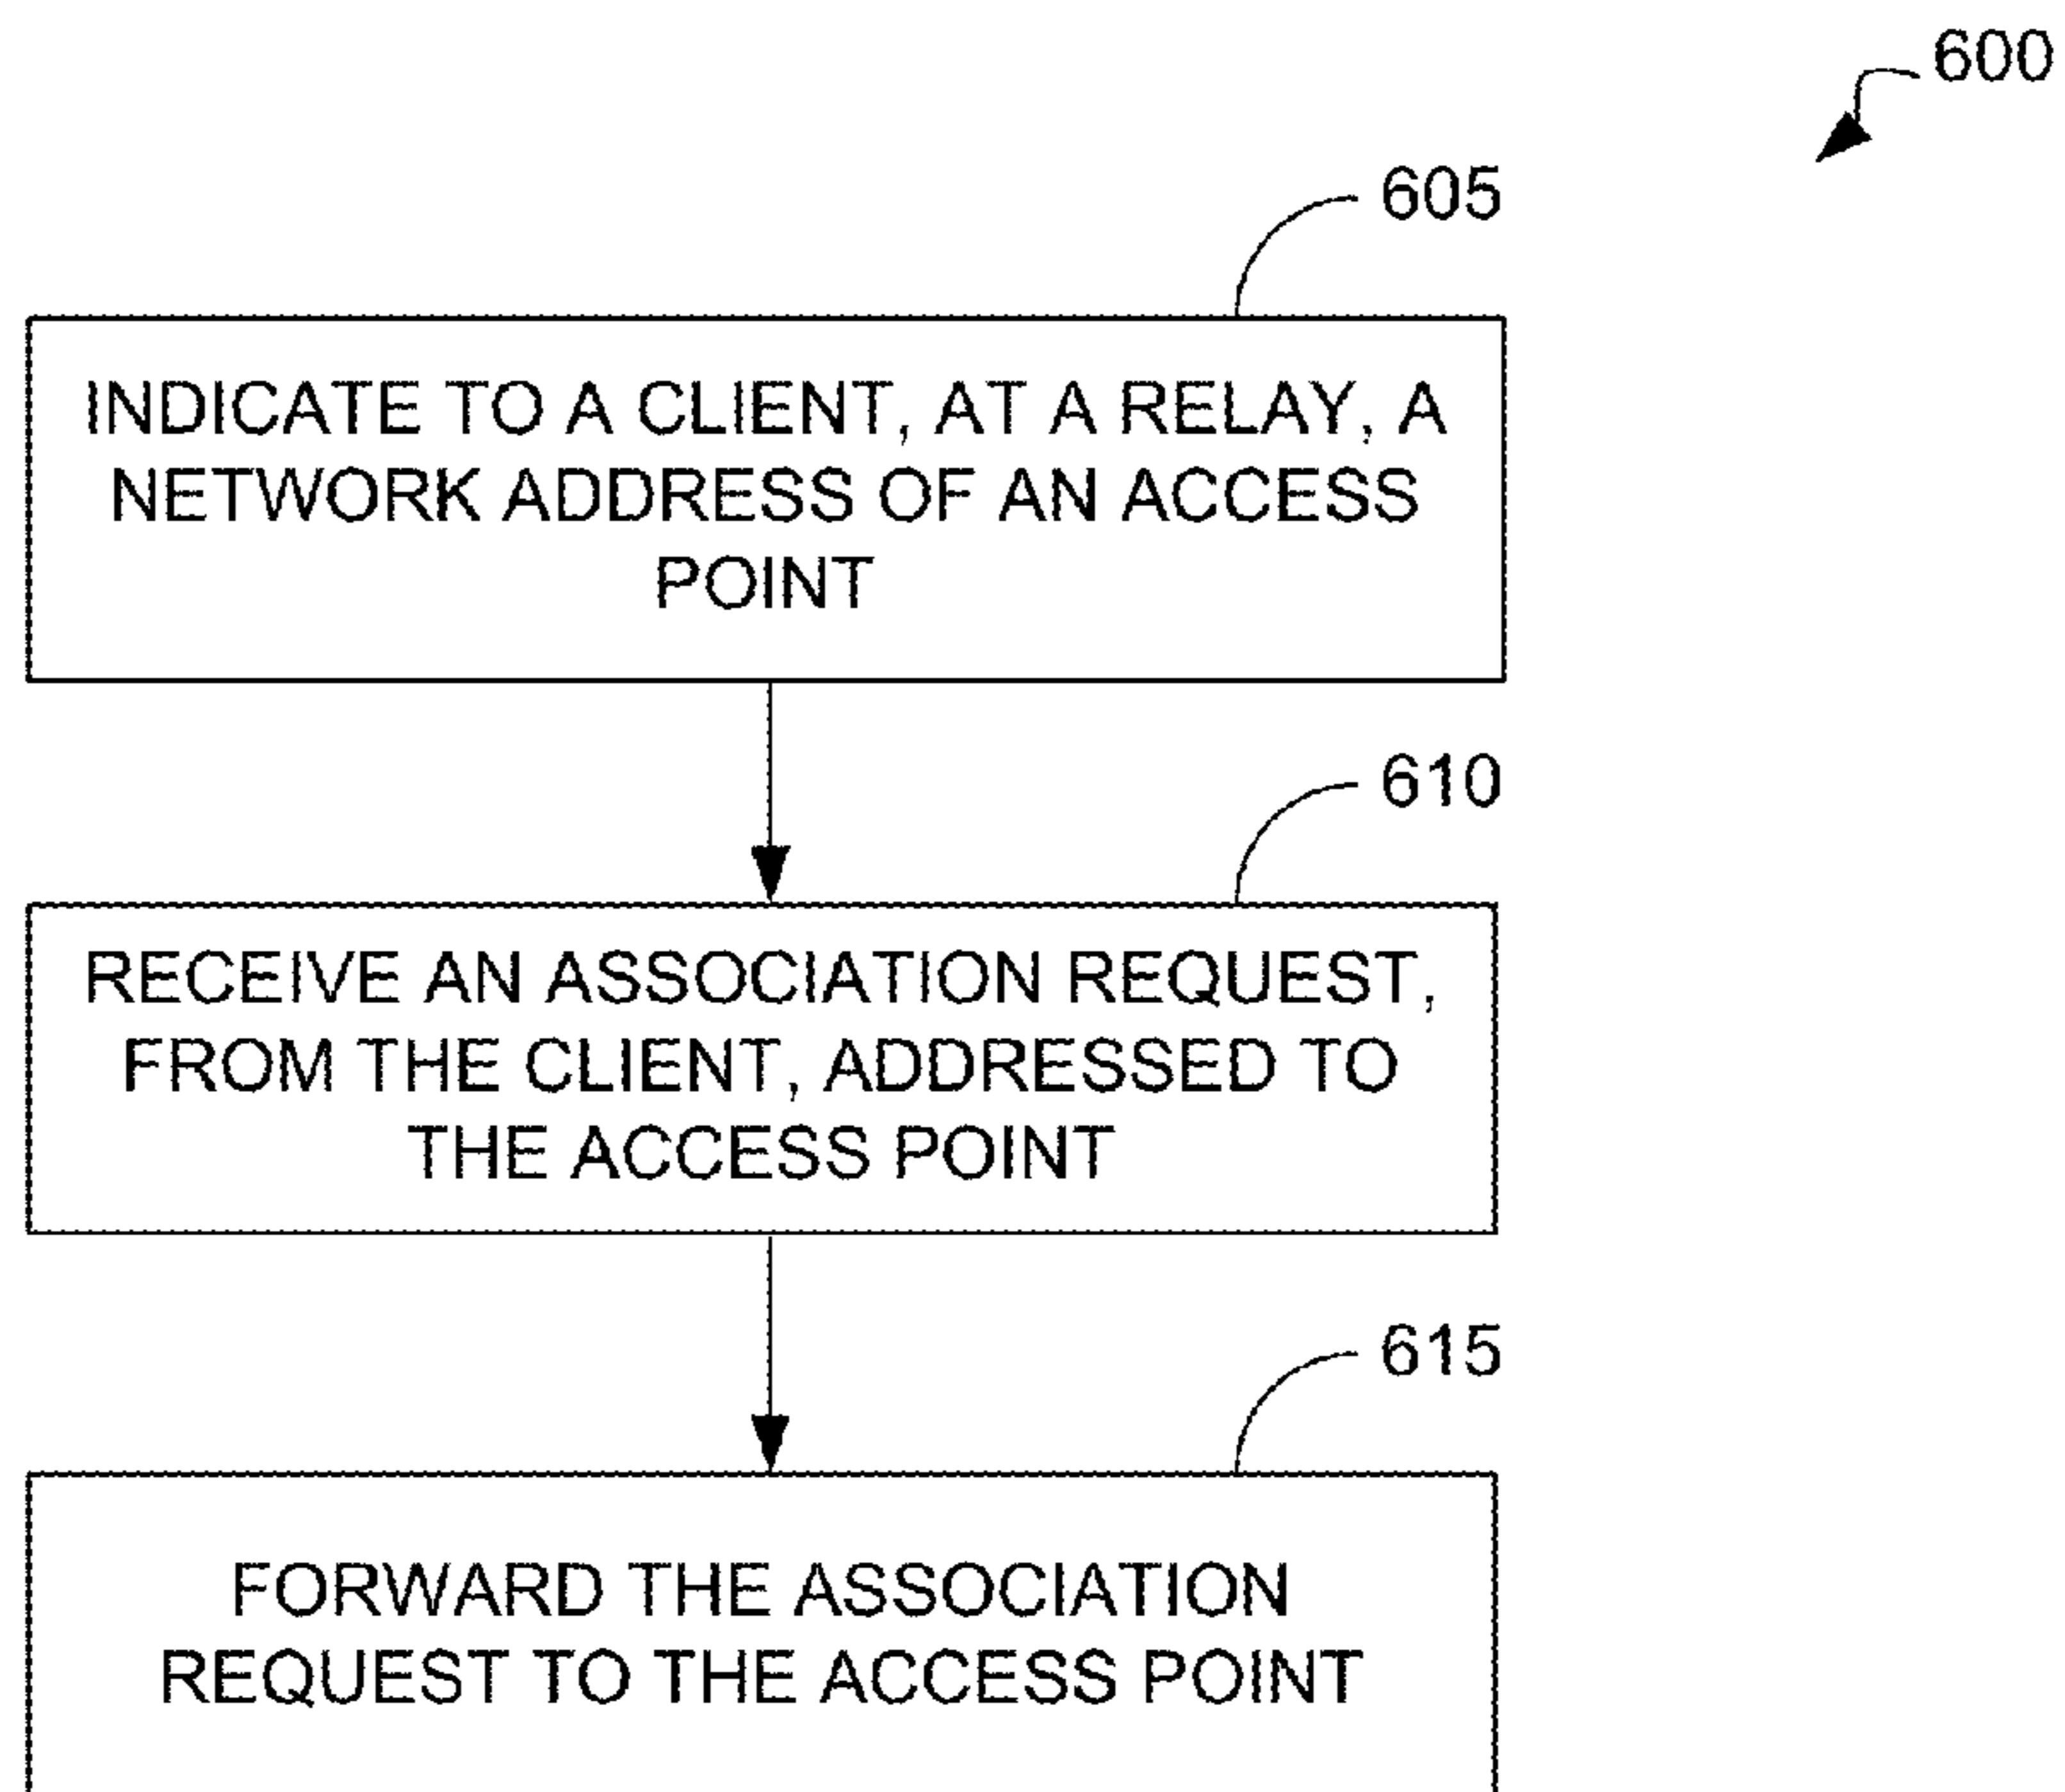 600
605
INDICATE TO A CLIENT, AT A RELAY, A
NETWORK ADDRESS OF AN ACCESS
POINT
610
RECEIVE AN ASSOCIATION REQUEST,
FROM THE CLIENT, ADDRESSED TO
THE ACCESS POINT
615
FORWARD THE ASSOCIATION
REQUEST TO THE ACCESS POINT